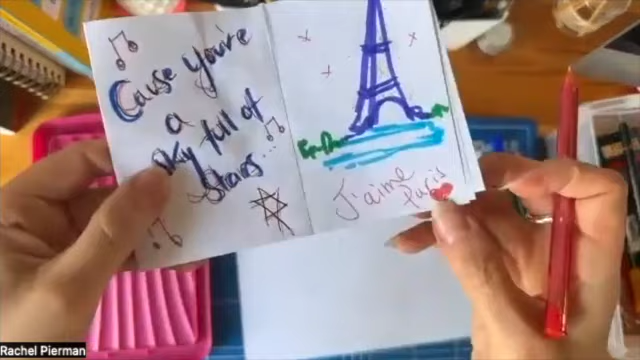 Cause you're
a
sky full of
stars...
J'aime
Paris
Rachel Pierman